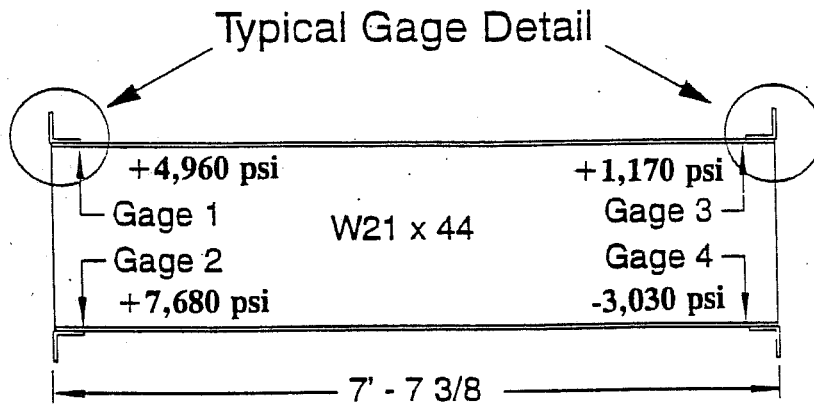 Typical Gage Detail
+4,960 psi
+1,170 psi
Gage 1
W21 x 44
Gage 3
Gage 2
Gage 4
+7,680 psi
-3,030 psi
7' - 7 3/8